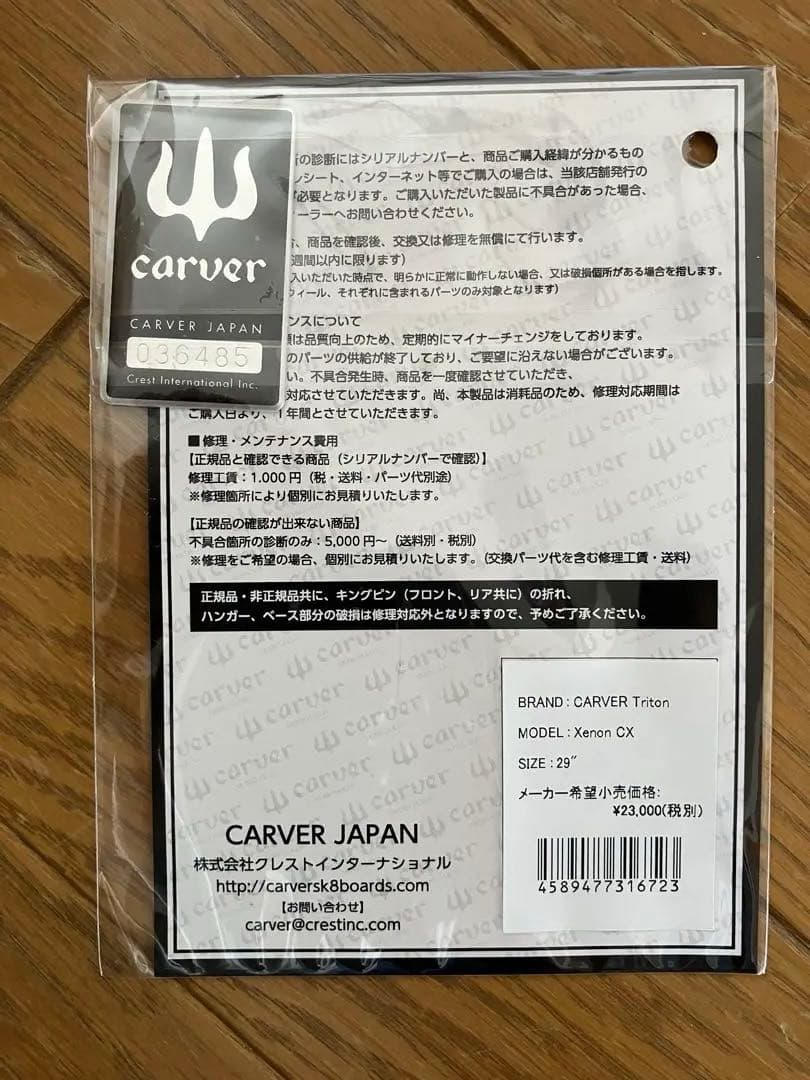 carver
CARVER JAPAN
036485
Crest International Inc.
の診断にはシリアルナンバーと、商品ご購入経緯が分かるもの
シート、インターネット等でご購入の場合は、当該店舗発行の
必要となります。ご購入いただいた製品に不具合があった場合、
ーラーへお問い合わせください。
、商品を確認後、交換又は修理を無償にて行います。
週間以内に限ります)
入いただいた時点で、明らかに正常に動作しない場合、又は破損個所がある場合を指します。
ウィール、それぞれに含まれるパーツのみ対象となります)
ンスについて
は品質向上のため、定期的にマイナーチェンジをしております。
のパーツの供給が終了しており、ご要望に沿えない場合がございます。
い。不具合発生時、商品を一度確認させていただき、
対応させていただきます。尚、本製品は消耗品のため、修理対応期間は
ご購入日より、1年間とさせていただきます。
■修理・メンテナンス費用
【正規品と確認できる商品(シリアルナンバーで確認)】
修理工賃：1.000円(税・送料・パーツ代別途)
※修理箇所により個別にお見積りいたします。
【正規品の確認が出来ない商品】
不具合箇所の診断のみ：5,000円～(送料別・税別)
※修理をご希望の場合、個別にお見積りいたします。(交換パーツ代を含む修理工賃・送料)
正規品・非正規品共に、キングピン(フロント、リア共に)の折れ、
ハンガー、ベース部分の破損は修理対応外となりますので、予めご了承ください。
BRAND：CARVER Triton
MODEL：Xenon CX
SIZE：29″
メーカー希望小売価格：
¥23,000(税別)
4589477316723
CARVER JAPAN
株式会社クレストインターナショナル
http://carversk8boards.com
【お問い合わせ】
carver@crestinc.com